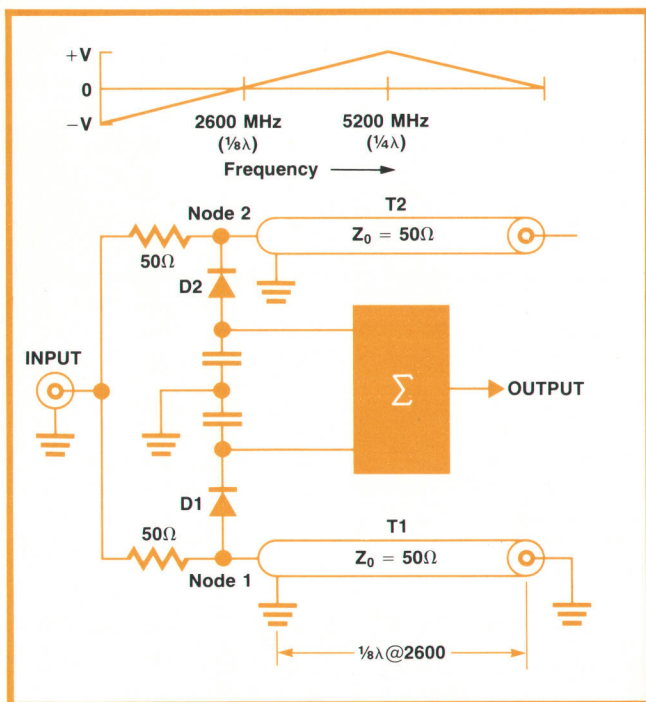 +V
0
−V
2600 MHz
(⅛λ)
5200 MHz
(¼λ)
Frequency
T2
Node 2
Z₀ = 50Ω
50Ω
D2
INPUT
Σ
OUTPUT
D1
50Ω
T1
Z₀ = 50Ω
Node 1
⅛λ@2600